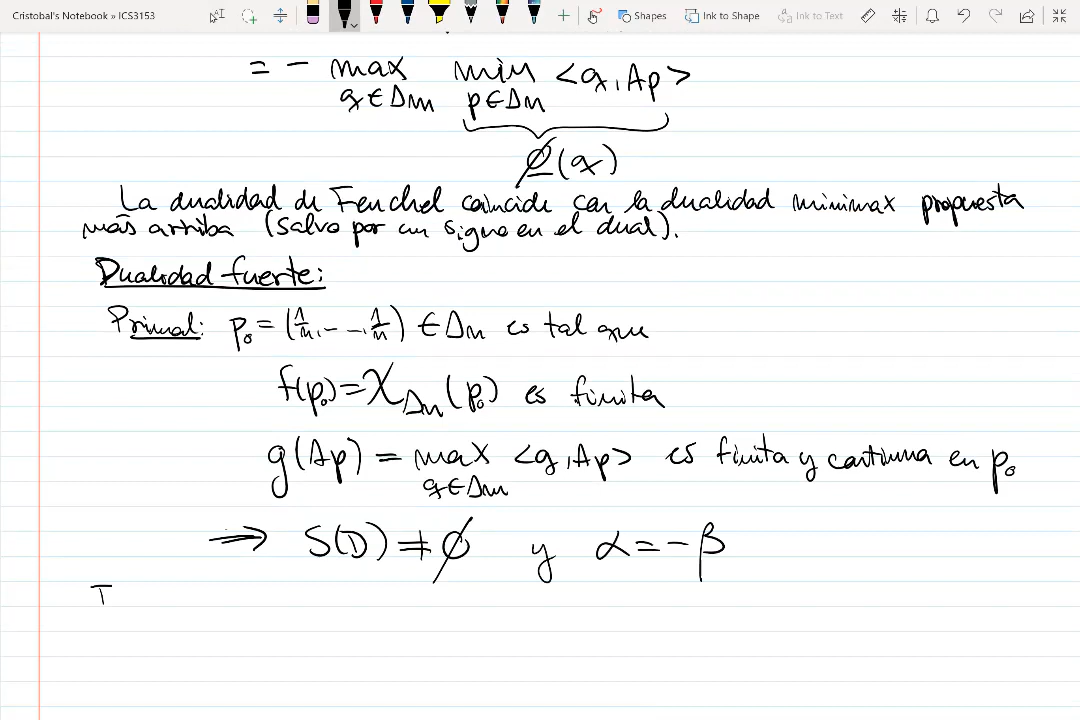 Cristobal's Notebook » ICS3153
Shapes Ink to Shape Ink to Text
= - max min <q, Ap>
q∈Δm p∈Δn
φ(q)
La dualidad de Fenchel coincide con la dualidad minimax propuesta
más arriba (salvo por un signo en el dual).
Dualidad fuerte:
Primal: p₀ = (1/n, --, 1/n) ∈ Δn es tal que
f(p₀) = χ_Δn (p₀) es finita
g(Ap) = max <q, Ap> es finita y continua en p₀
q∈Δm
⇒ S(D) ≠ ∅ y α = -β
T